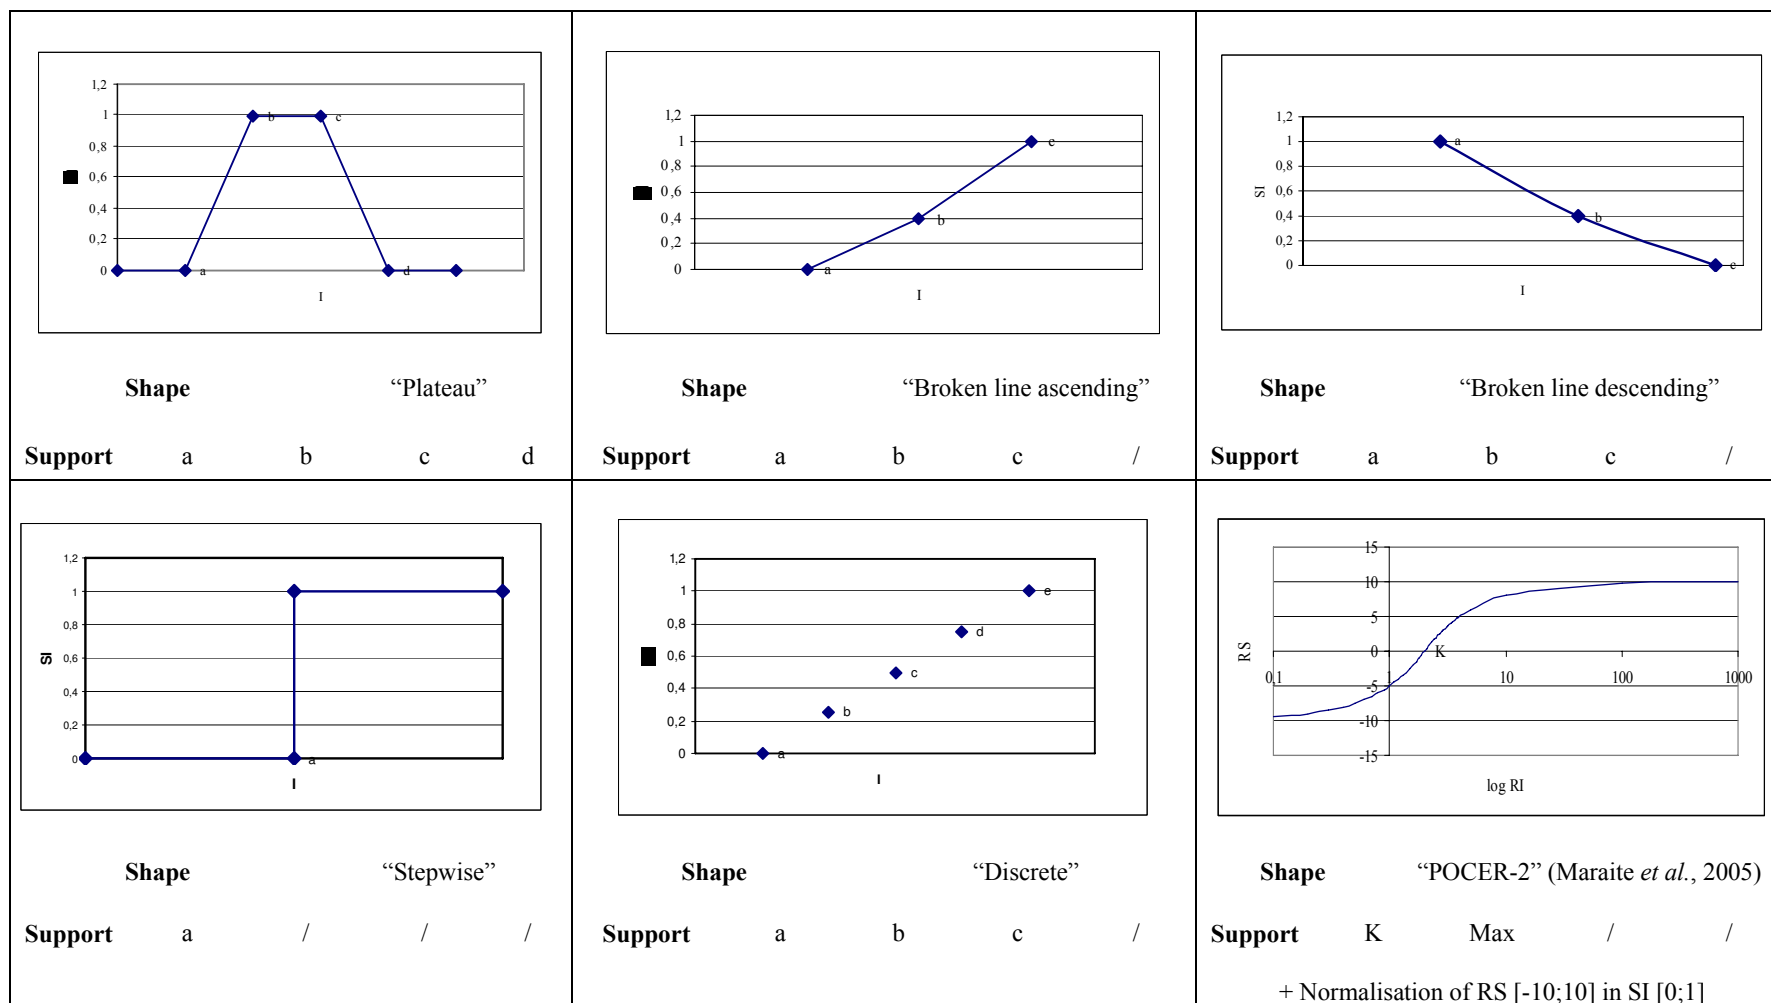 1,2
1
b
c
0,8
0,6
0,4
0,2
0
a
d
I
Shape “Plateau”
Support a b c d
1,2
1
c
0,8
0,6
0,4
b
0,2
0
a
I
Shape “Broken line ascending”
Support a b c /
1,2
1
a
0,8
SI
0,6
0,4
b
0,2
0
c
I
Shape “Broken line descending”
Support a b c /
1,2
1
0,8
SI
0,6
0,4
0,2
0
a
I
Shape “Stepwise”
Support a / / /
1,2
1
e
0,8
d
0,6
c
0,4
b
0,2
0
a
I
Shape “Discrete”
Support a b c /
15
10
5
RS
0
K
0,1 1 10 100 1000
-5
-10
-15
log RI
Shape “POCER-2” (Maraite et al., 2005)
Support K Max / /
+ Normalisation of RS [-10;10] in SI [0;1]